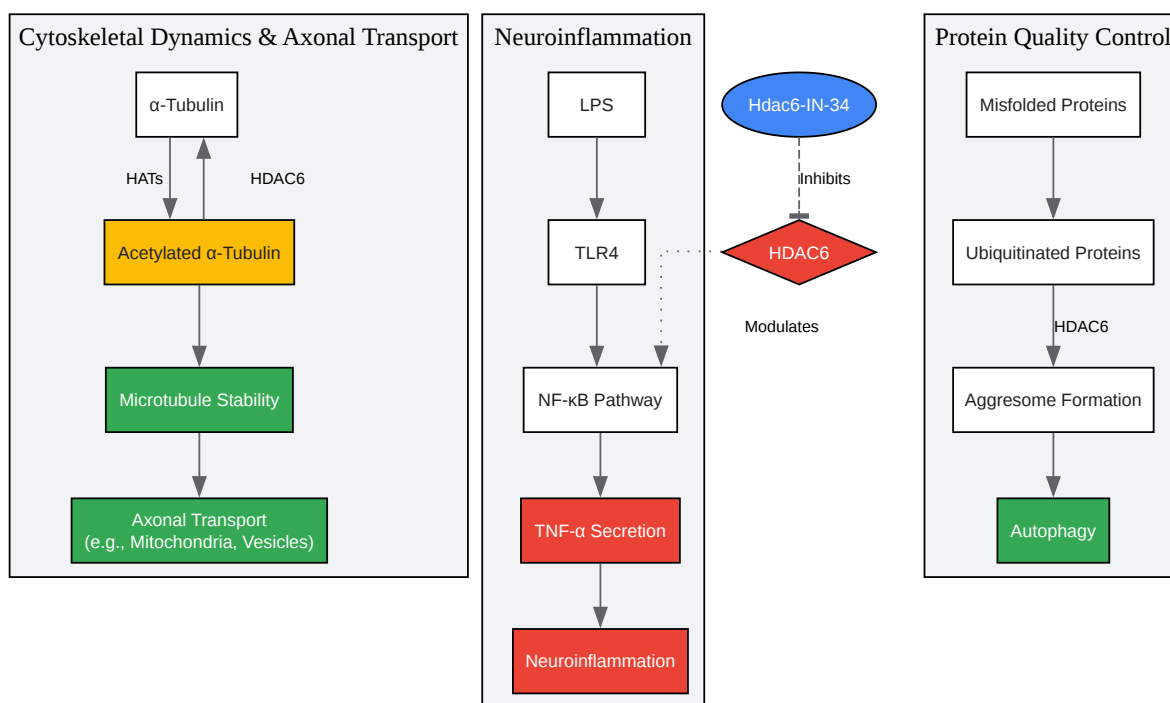 Cytoskeletal Dynamics & Axonal Transport
α-Tubulin
HATs
HDAC6
Acetylated α-Tubulin
Microtubule Stability
Axonal Transport
(e.g., Mitochondria, Vesicles)
Neuroinflammation
LPS
TLR4
NF-κB Pathway
TNF-α Secretion
Neuroinflammation
Hdac6-IN-34
Inhibits
HDAC6
Modulates
Protein Quality Control
Misfolded Proteins
Ubiquitinated Proteins
HDAC6
Aggresome Formation
Autophagy